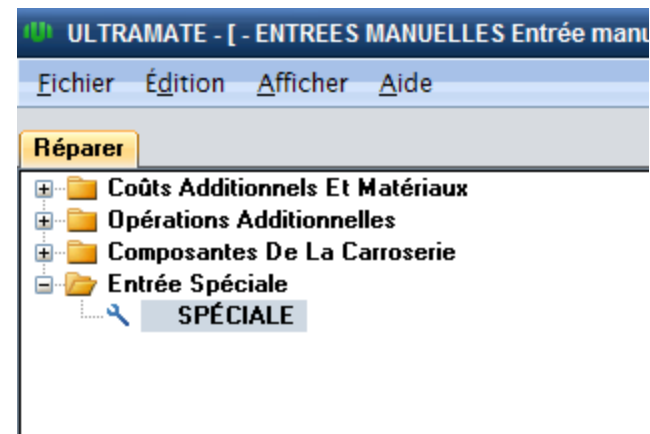 ULTRAMATE - [ - ENTREES MANUELLES Entrée manu
Fichier Édition Afficher Aide
Réparer
Coûts Additionnels Et Matériaux
Opérations Additionnelles
Composantes De La Carroserie
Entrée Spéciale
SPÉCIALE